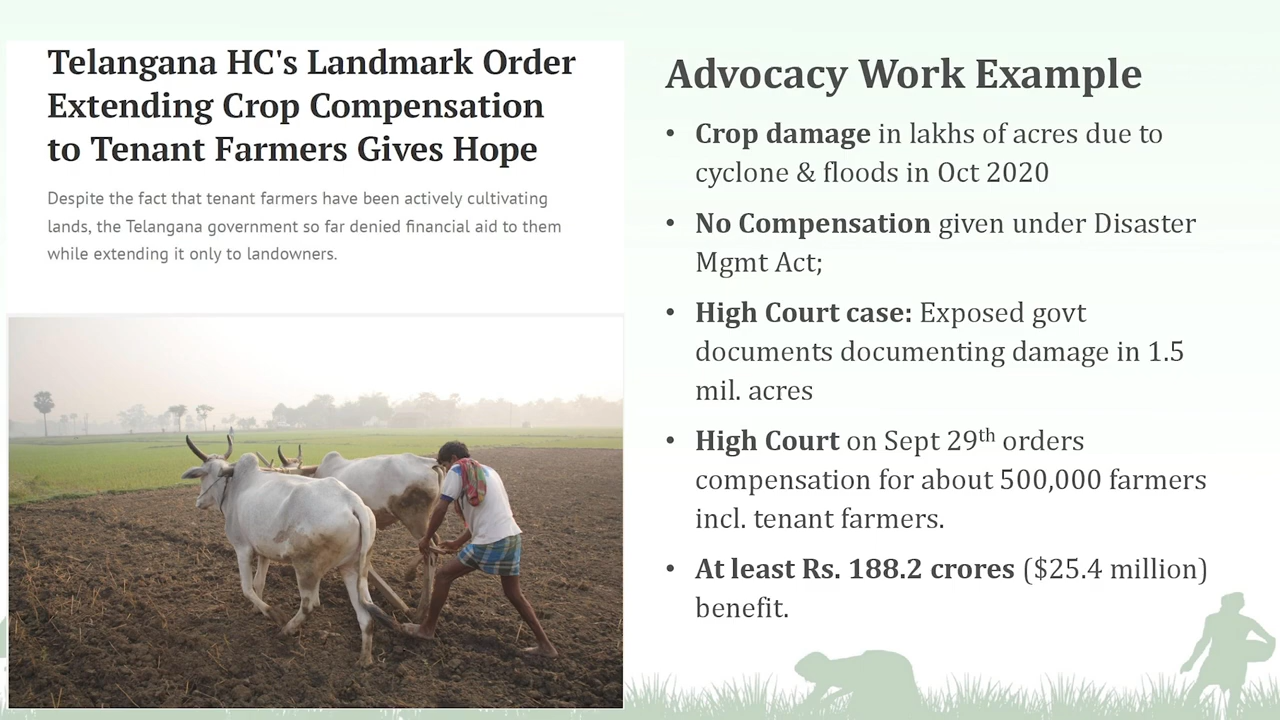 Telangana HC's Landmark Order
Extending Crop Compensation
to Tenant Farmers Gives Hope
Despite the fact that tenant farmers have been actively cultivating
lands, the Telangana government so far denied financial aid to them
while extending it only to landowners.
Advocacy Work Example
• Crop damage in lakhs of acres due to
cyclone & floods in Oct 2020
• No Compensation given under Disaster
Mgmt Act;
• High Court case: Exposed govt
documents documenting damage in 1.5
mil. acres
• High Court on Sept 29th orders
compensation for about 500,000 farmers
incl. tenant farmers.
• At least Rs. 188.2 crores ($25.4 million)
benefit.